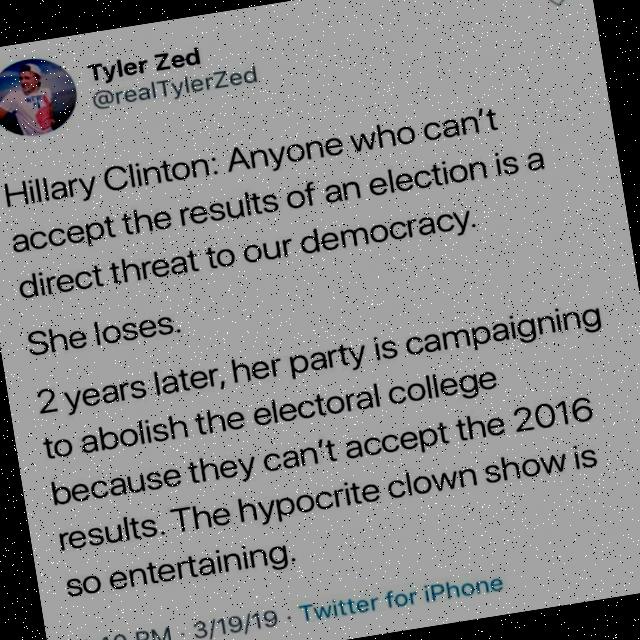 Tyler Zed
@realTylerZed
Hillary Clinton: Anyone who can't
accept the results of an election is a
direct threat to our democracy.
She loses.
2 years later, her party is campaigning
to abolish the electoral college
because they can't accept the 2016
results. The hypocrite clown show is
so entertaining.
PM · 3/19/19 · Twitter for iPhone